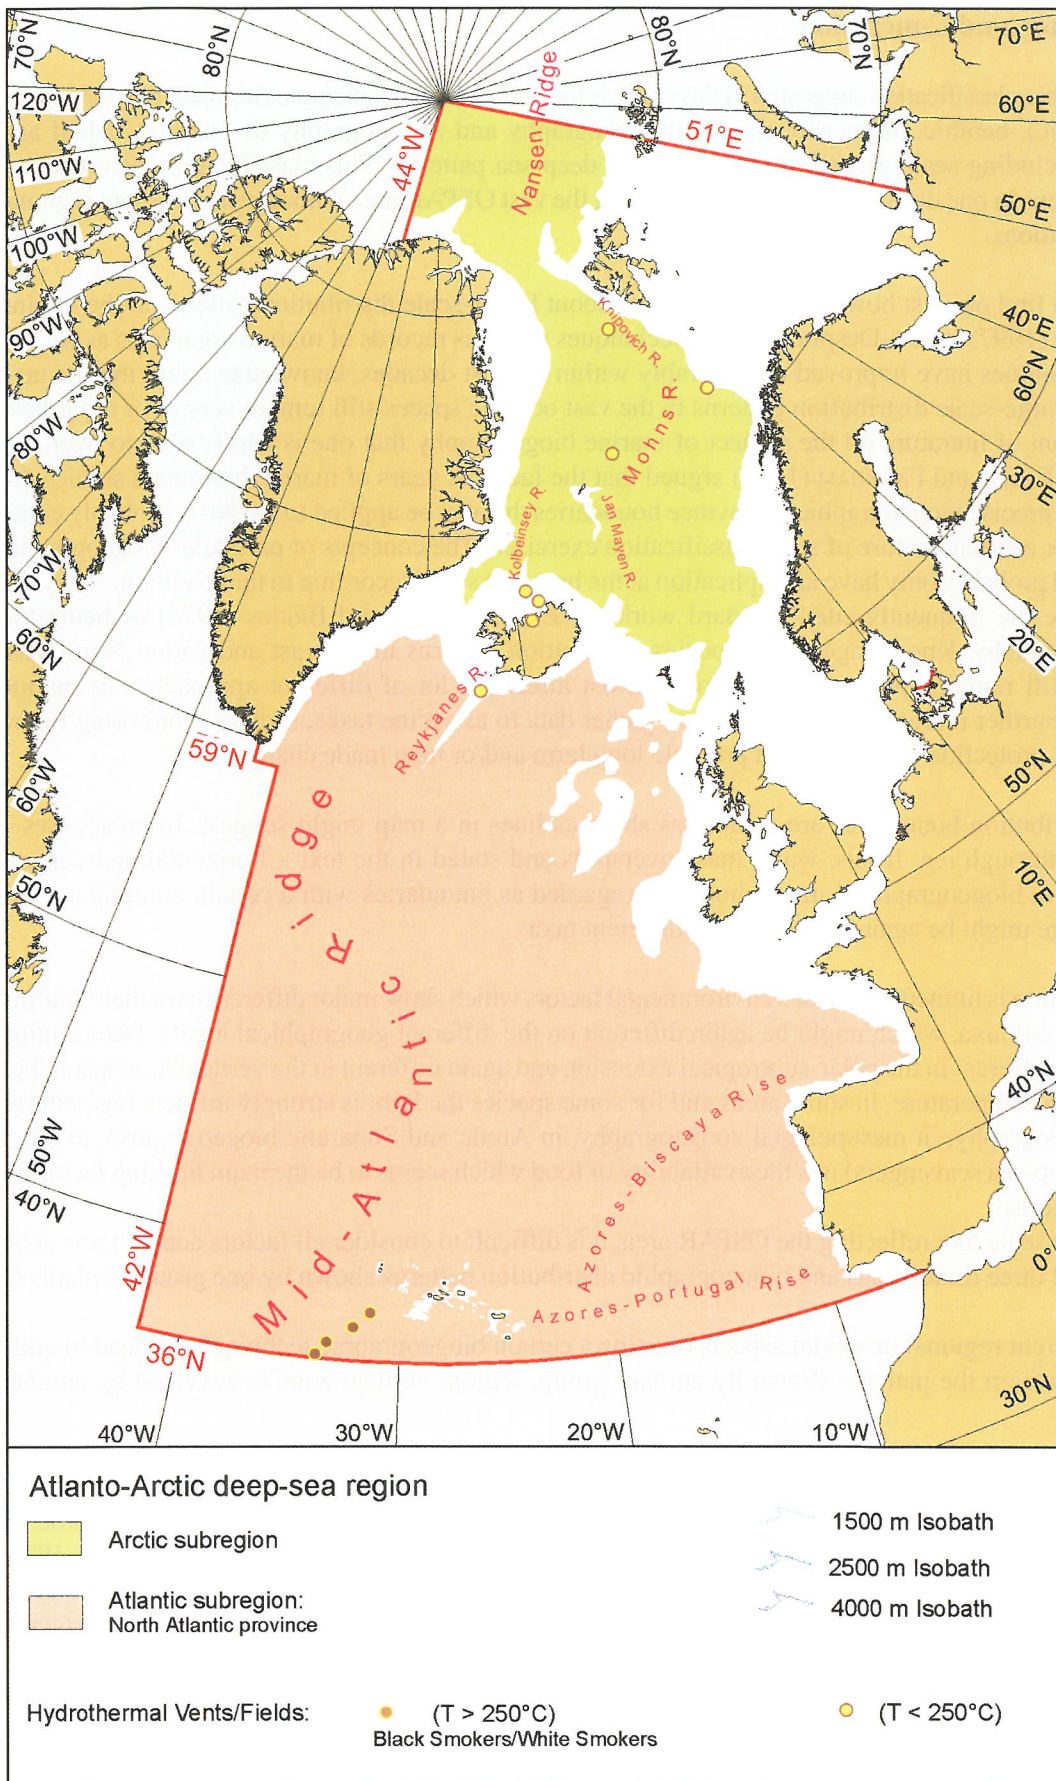 70°N
80°N
80°N
70°N
70°E
120°W
60°E
110°W
44°W
Nansen Ridge
51°E
50°E
100°W
90°W
Knipovich R.
40°E
60°N
80°W
Mohns R.
30°E
Kolbeinsey R.
Jan Mayen R.
70°W
60°N
20°E
Reykjanes R.
59°N
50°N
60°W
Mid-Atlantic Ridge
50°N
10°E
40°N
50°W
Azores-Biscaya Rise
40°N
42°W
0°
Azores-Portugal Rise
36°N
30°N
40°W
30°W
20°W
10°W
Atlanto-Arctic deep-sea region
Arctic subregion
Atlantic subregion:
North Atlantic province
1500 m Isobath
2500 m Isobath
4000 m Isobath
Hydrothermal Vents/Fields:
(T > 250°C)
Black Smokers/White Smokers
(T < 250°C)